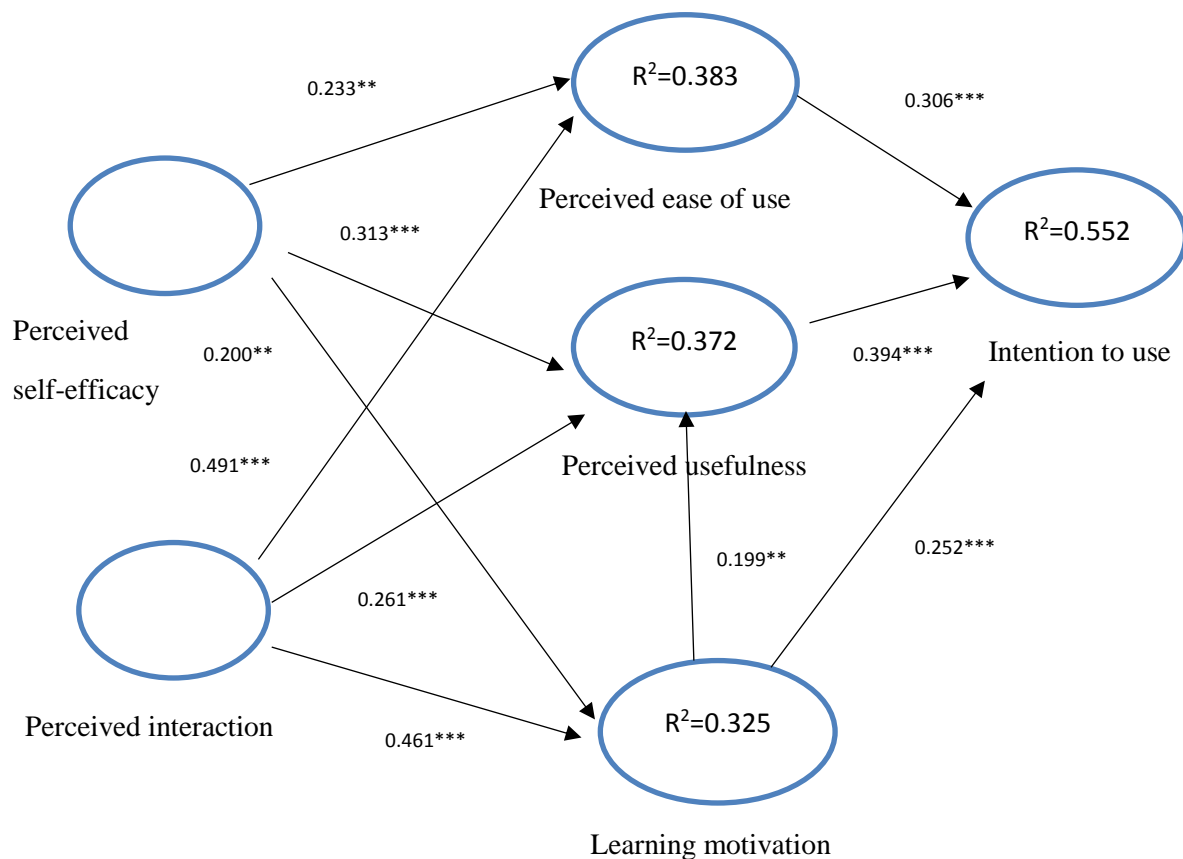 R²=0.383
0.233**
0.306***
Perceived ease of use
0.313***
R²=0.552
Perceived
self-efficacy
R²=0.372
0.200**
0.394***
Intention to use
0.491***
Perceived usefulness
0.199**
0.252***
0.261***
Perceived interaction
R²=0.325
0.461***
Learning motivation